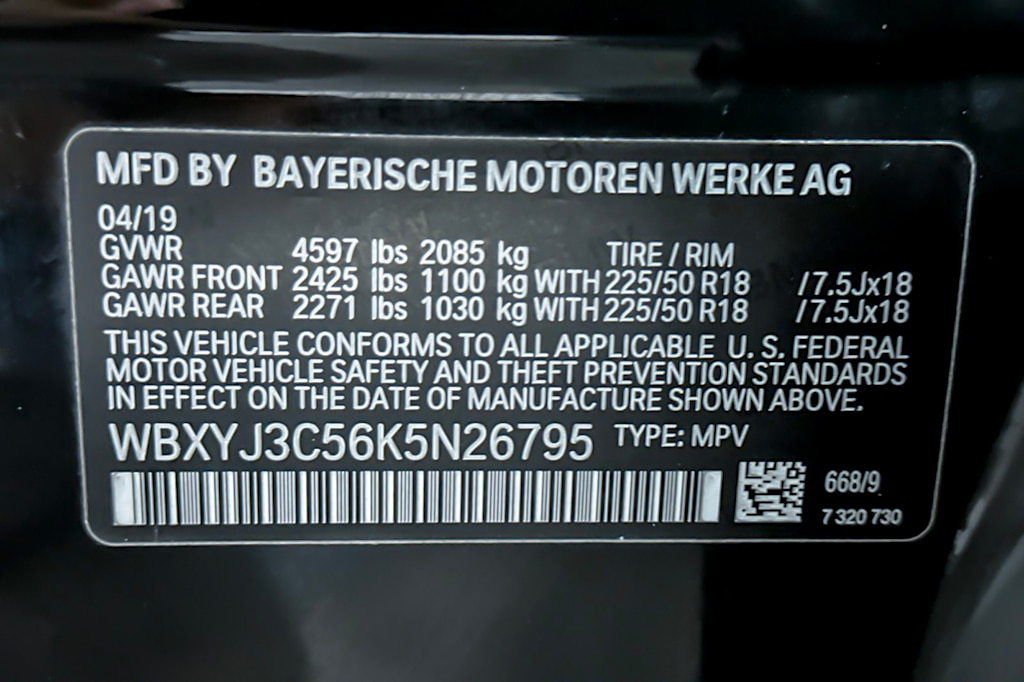 MFD BY BAYERISCHE MOTOREN WERKE AG
04/19
GVWR 4597 lbs 2085 kg TIRE / RIM
GAWR FRONT 2425 lbs 1100 kg WITH 225/50 R18 /7.5Jx18
GAWR REAR 2271 lbs 1030 kg WITH 225/50 R18 /7.5Jx18
THIS VEHICLE CONFORMS TO ALL APPLICABLE U. S. FEDERAL
MOTOR VEHICLE SAFETY AND THEFT PREVENTION STANDARDS
IN EFFECT ON THE DATE OF MANUFACTURE SHOWN ABOVE.
WBXYJ3C56K5N26795 TYPE: MPV
668/9
7 320 730